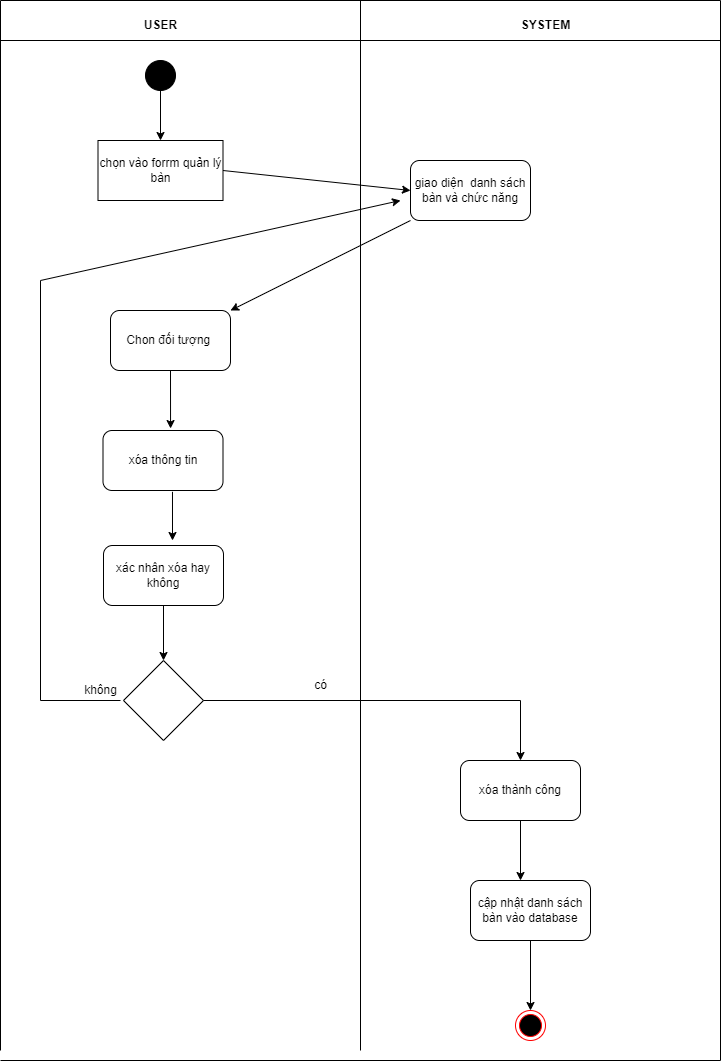 USER
SYSTEM
chọn vào forrm quản lý
bàn
giao diện danh sách
bàn và chức năng
Chon đối tượng
xóa thông tin
xác nhân xóa hay
không
không
có
xóa thành công
cập nhật danh sách
bàn vào database